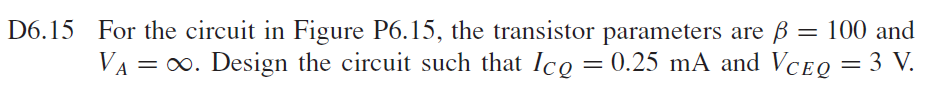 D6.15 For the circuit in Figure P6.15, the transistor parameters are β = 100 and
V_A = ∞. Design the circuit such that I_CQ = 0.25 mA and V_CEQ = 3 V.